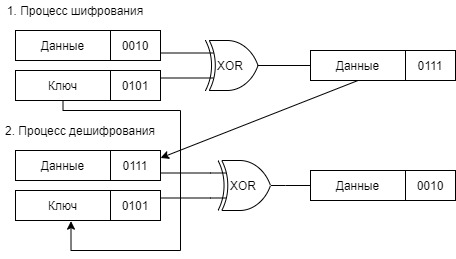 1. Процесс шифрования
Данные 0010
XOR
Данные 0111
Ключ 0101
2. Процесс дешифрования
Данные 0111
XOR
Данные 0010
Ключ 0101